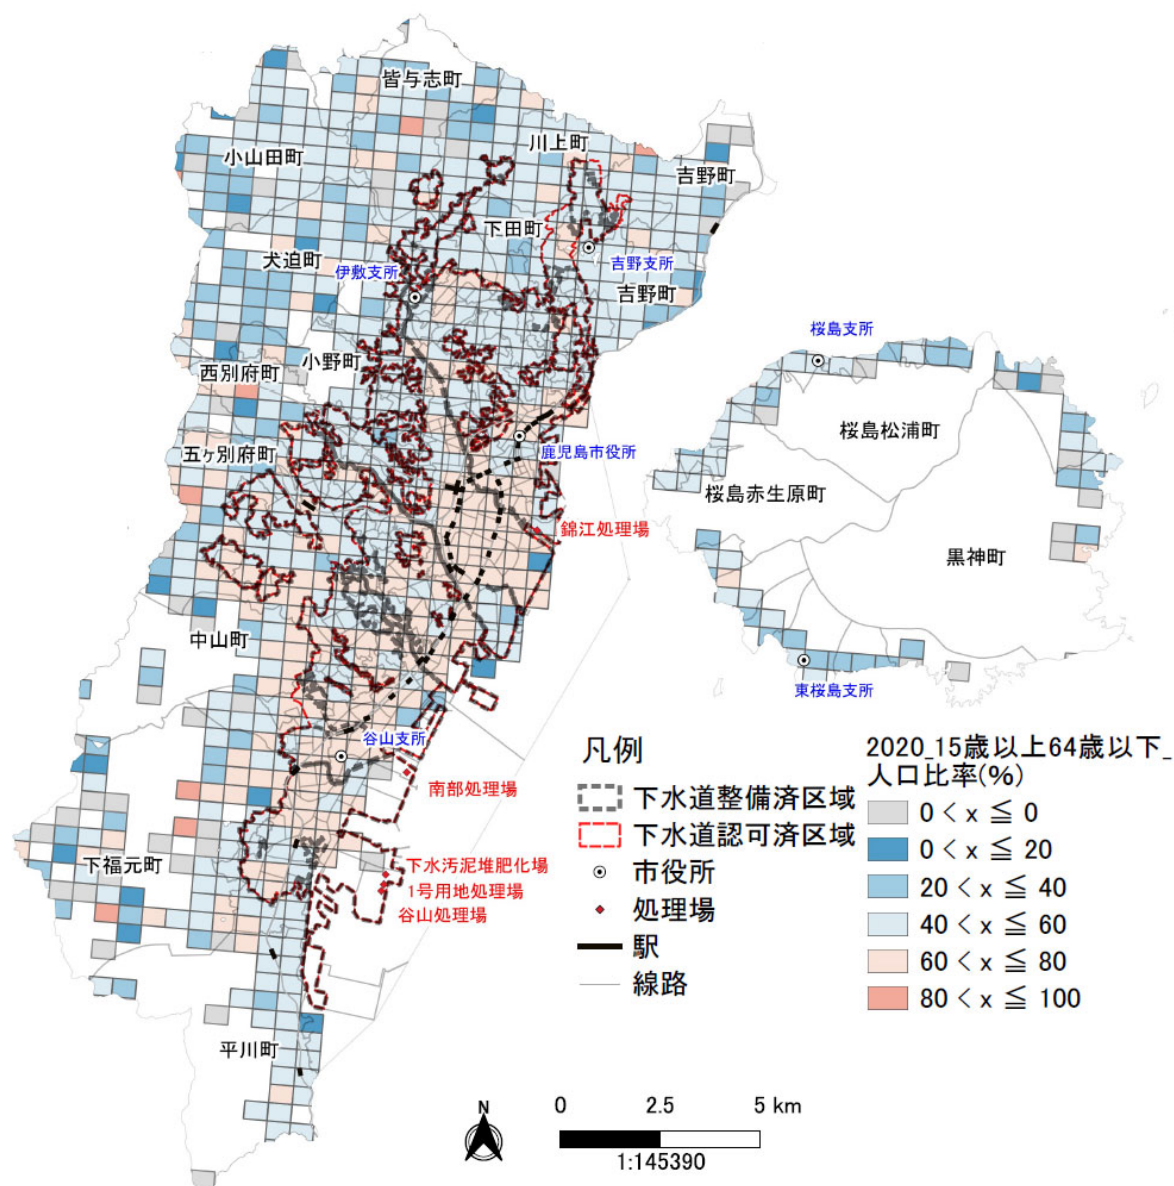 皆与志町
川上町
小山田町
吉野町
下田町
犬迫町
伊敷支所
吉野支所
吉野町
小野町
西別府町
桜島支所
桜島松浦町
五ヶ別府町
鹿児島市役所
桜島赤生原町
錦江処理場
黒神町
中山町
東桜島支所
谷山支所
南部処理場
下福元町
下水汚泥堆肥化場
1号用地処理場
谷山処理場
平川町
凡例
下水道整備済区域
下水道認可済区域
市役所
処理場
駅
線路
2020_15歳以上64歳以下_
人口比率(%)
0 < x ≦ 0
0 < x ≦ 20
20 < x ≦ 40
40 < x ≦ 60
60 < x ≦ 80
80 < x ≦ 100
N
0 2.5 5 km
1:145390